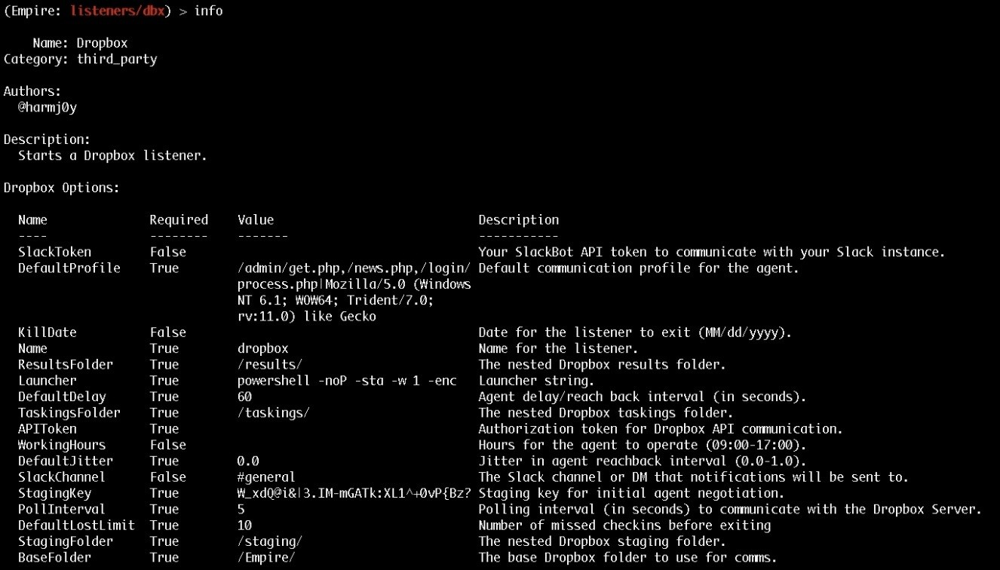 (Empire: listeners/dbx) > info
Name: Dropbox
Category: third_party
Authors:
@harmj0y
Description:
Starts a Dropbox listener.
Dropbox Options:
Name Required Value Description
---- -------- ------- -----------
SlackToken False Your SlackBot API token to communicate with your Slack instance.
DefaultProfile True /admin/get.php,/news.php,/login/ Default communication profile for the agent.
process.php|Mozilla/5.0 (Windows
NT 6.1; WOW64; Trident/7.0;
rv:11.0) like Gecko
KillDate False Date for the listener to exit (MM/dd/yyyy).
Name True dropbox Name for the listener.
ResultsFolder True /results/ The nested Dropbox results folder.
Launcher True powershell -noP -sta -w 1 -enc Launcher string.
DefaultDelay True 60 Agent delay/reach back interval (in seconds).
TaskingsFolder True /taskings/ The nested Dropbox taskings folder.
APIToken True Authorization token for Dropbox API communication.
WorkingHours False Hours for the agent to operate (09:00-17:00).
DefaultJitter True 0.0 Jitter in agent reachback interval (0.0-1.0).
SlackChannel False #general The Slack channel or DM that notifications will be sent to.
StagingKey True W_xdQ@i&|3.IM-mGATk:XL1^+0vP{Bz? Staging key for initial agent negotiation.
PollInterval True 5 Polling interval (in seconds) to communicate with the Dropbox Server.
DefaultLostLimit True 10 Number of missed checkins before exiting
StagingFolder True /staging/ The nested Dropbox staging folder.
BaseFolder True /Empire/ The base Dropbox folder to use for comms.